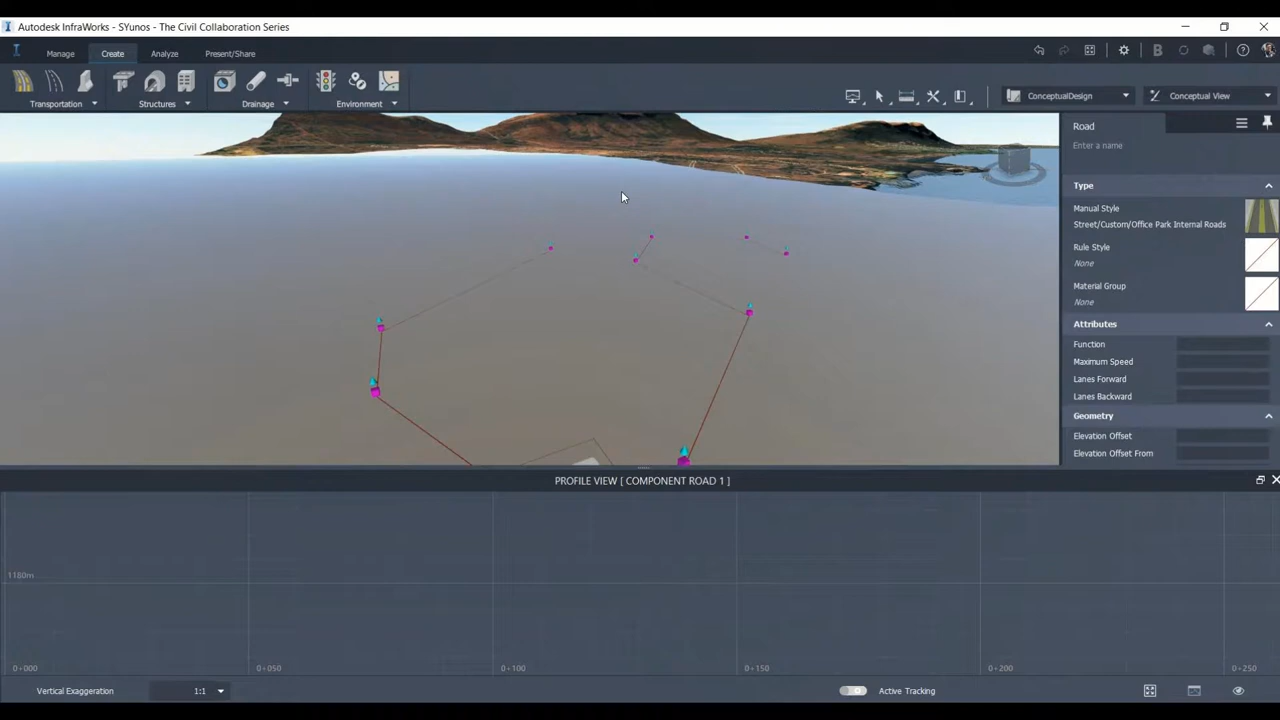 Autodesk InfraWorks - SYunos - The Civil Collaboration Series
Manage Create Analyze Present/Share
Transportation Structures Drainage Environment
ConceptualDesign Conceptual View
Road
Enter a name
Type
Manual Style
Street/Custom/Office Park Internal Roads
Rule Style
None
Material Group
None
Attributes
Function
Maximum Speed
Lanes Forward
Lanes Backward
Geometry
Elevation Offset
Elevation Offset From
PROFILE VIEW [ COMPONENT ROAD 1 ]
1180m
0+000 0+050 0+100 0+150 0+200 0+250
Vertical Exaggeration 1:1 Active Tracking